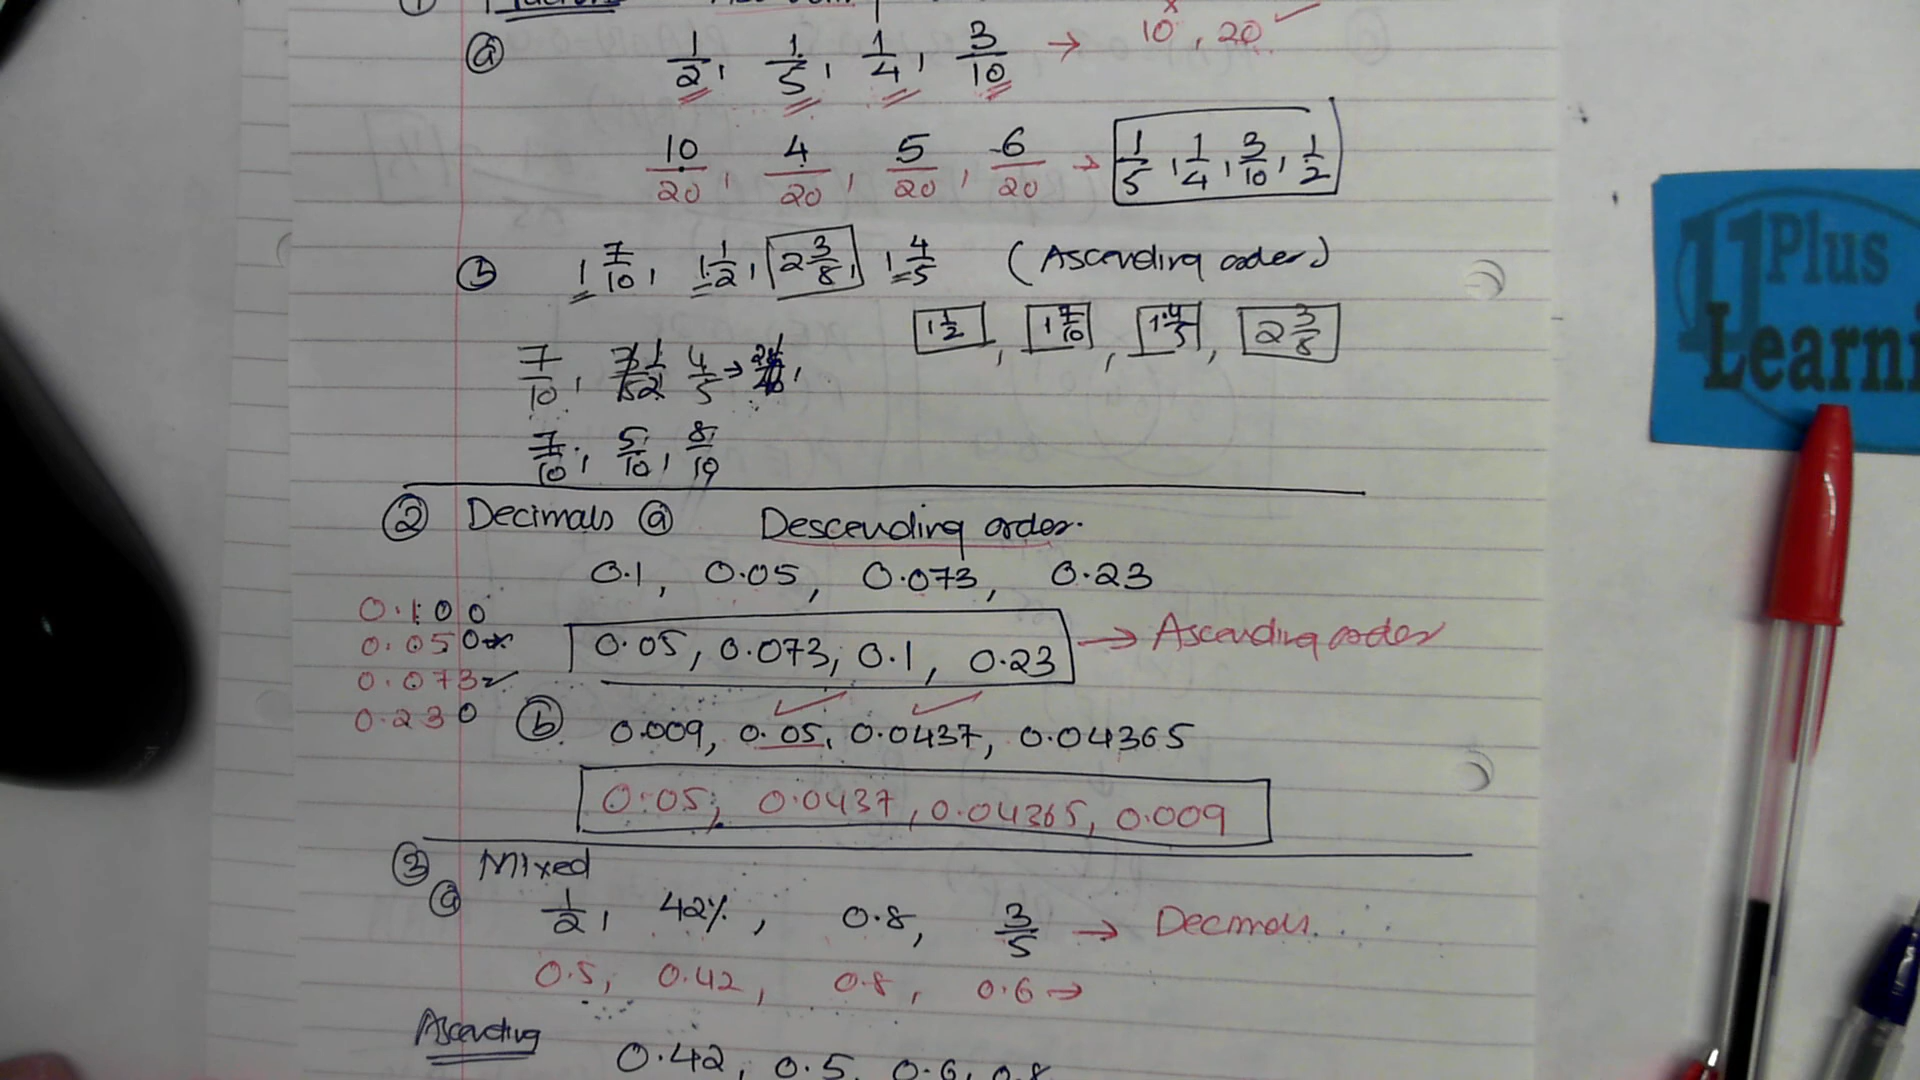 ⓐ 1/2, 1/5, 1/4, 3/10 → 10, 20 ✓
10/20, 4/20, 5/20, 6/20 → 1/5, 1/4, 3/10, 1/2
ⓑ 1 7/10, 1 1/2, 2 3/8, 1 4/5 (Ascending order)
1 1/2, 1 7/10, 1 4/5, 2 3/8
7/10, 1/2 4/5 →
7/10, 5/10, 8/10
② Decimals ⓐ Descending order.
0.1, 0.05, 0.073, 0.23
0.100
0.050
0.073
0.230
0.05, 0.073, 0.1, 0.23 → Ascending order
ⓑ 0.009, 0.05, 0.0437, 0.04365
0.05, 0.0437, 0.04365, 0.009
③ Mixed
ⓐ 1/2, 42%, 0.8, 3/5 → Decimals.
0.5, 0.42, 0.8, 0.6 →
Ascending
0.42, 0.5, 0.6, 0.8
11 Plus
Learni